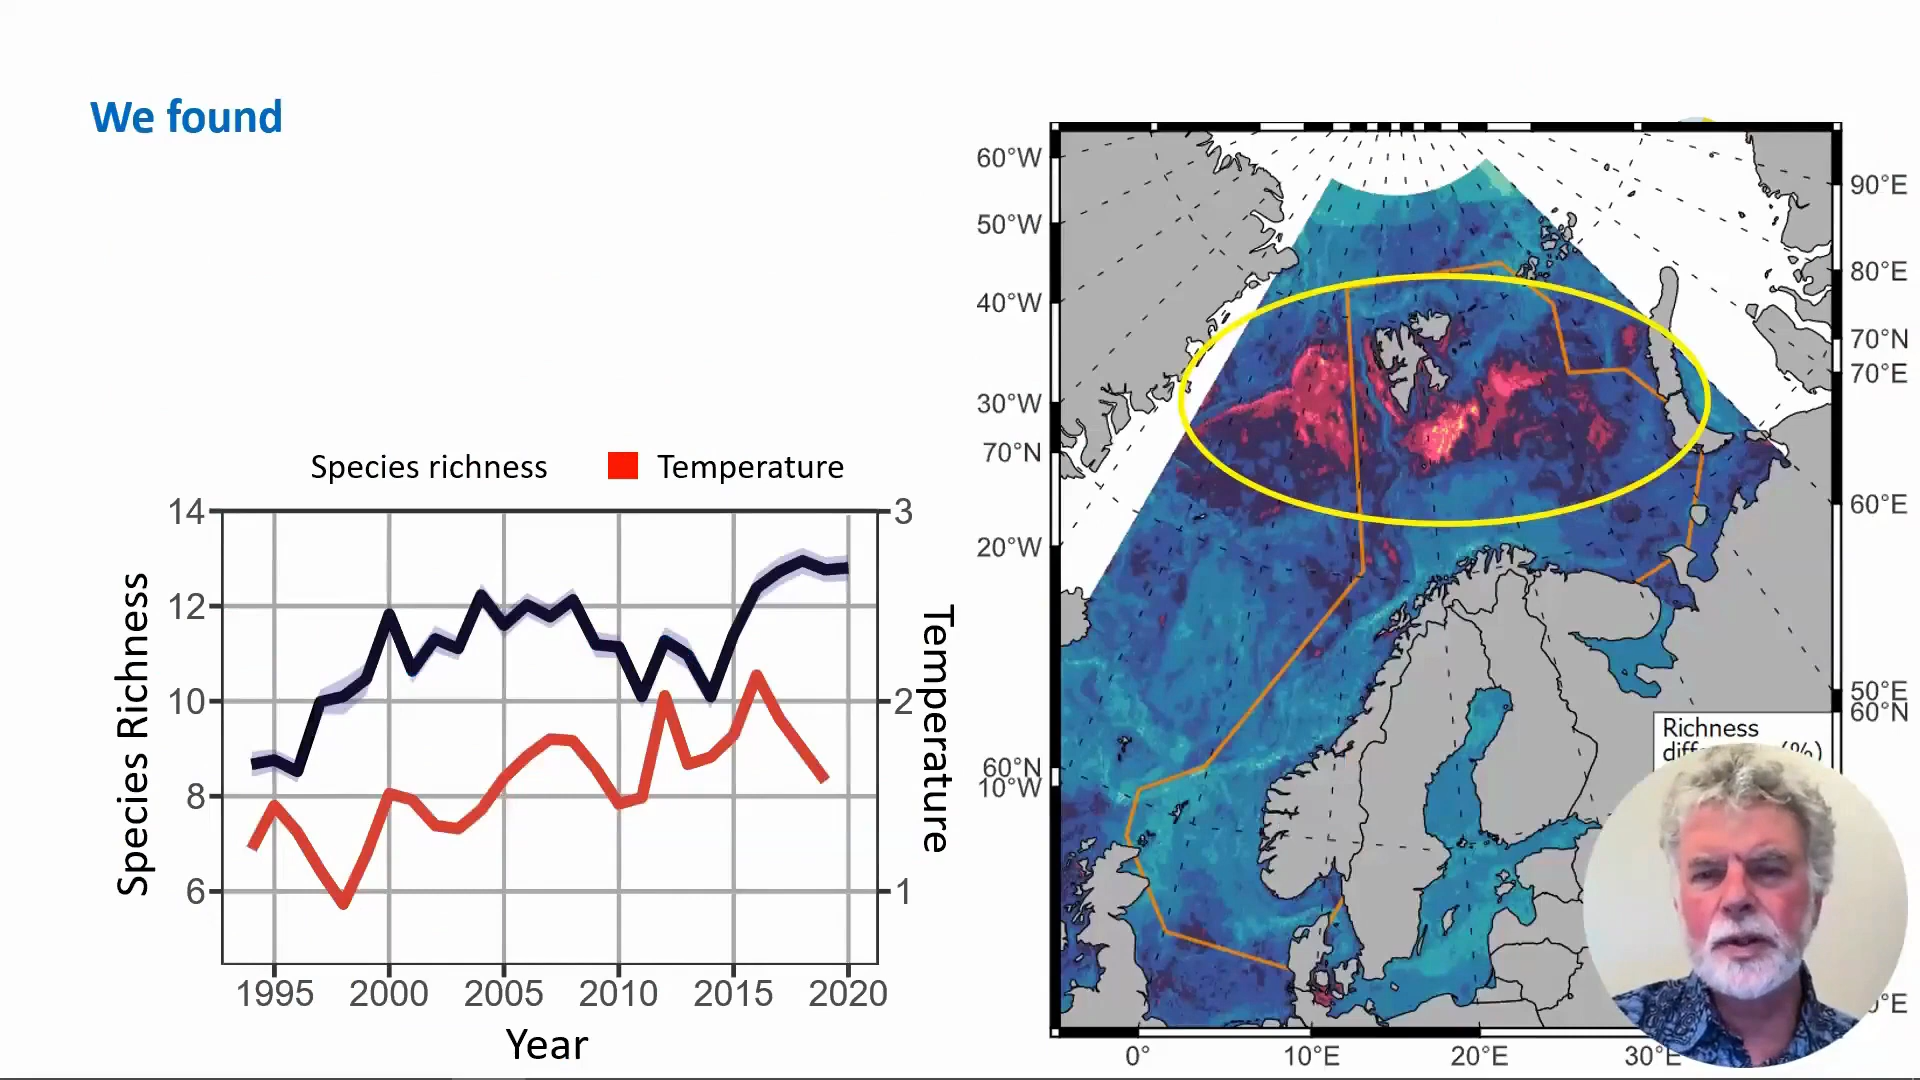 We found
Species richness
Temperature
14
12
10
8
6
Species Richness
3
2
1
Temperature
1995 2000 2005 2010 2015 2020
Year
60°W
50°W
40°W
30°W
70°N
20°W
60°N
10°W
90°E
80°E
70°N
70°E
60°E
50°E
60°N
Richness
(%)
0° 10°E 20°E 30°E